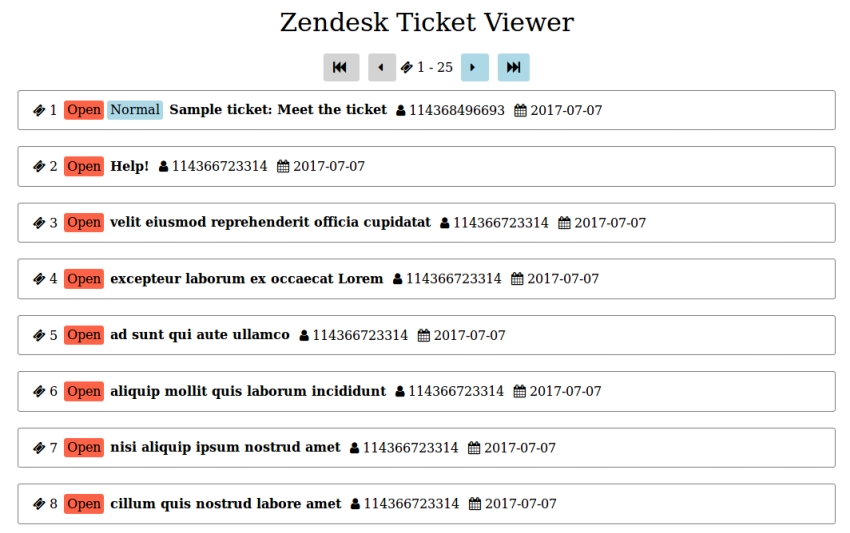 Zendesk Ticket Viewer
1 - 25
1 Open Normal Sample ticket: Meet the ticket 114368496693 2017-07-07
2 Open Help! 114366723314 2017-07-07
3 Open velit eiusmod reprehenderit officia cupidatat 114366723314 2017-07-07
4 Open excepteur laborum ex occaecat Lorem 114366723314 2017-07-07
5 Open ad sunt qui aute ullamco 114366723314 2017-07-07
6 Open aliquip mollit quis laborum incididunt 114366723314 2017-07-07
7 Open nisi aliquip ipsum nostrud amet 114366723314 2017-07-07
8 Open cillum quis nostrud labore amet 114366723314 2017-07-07